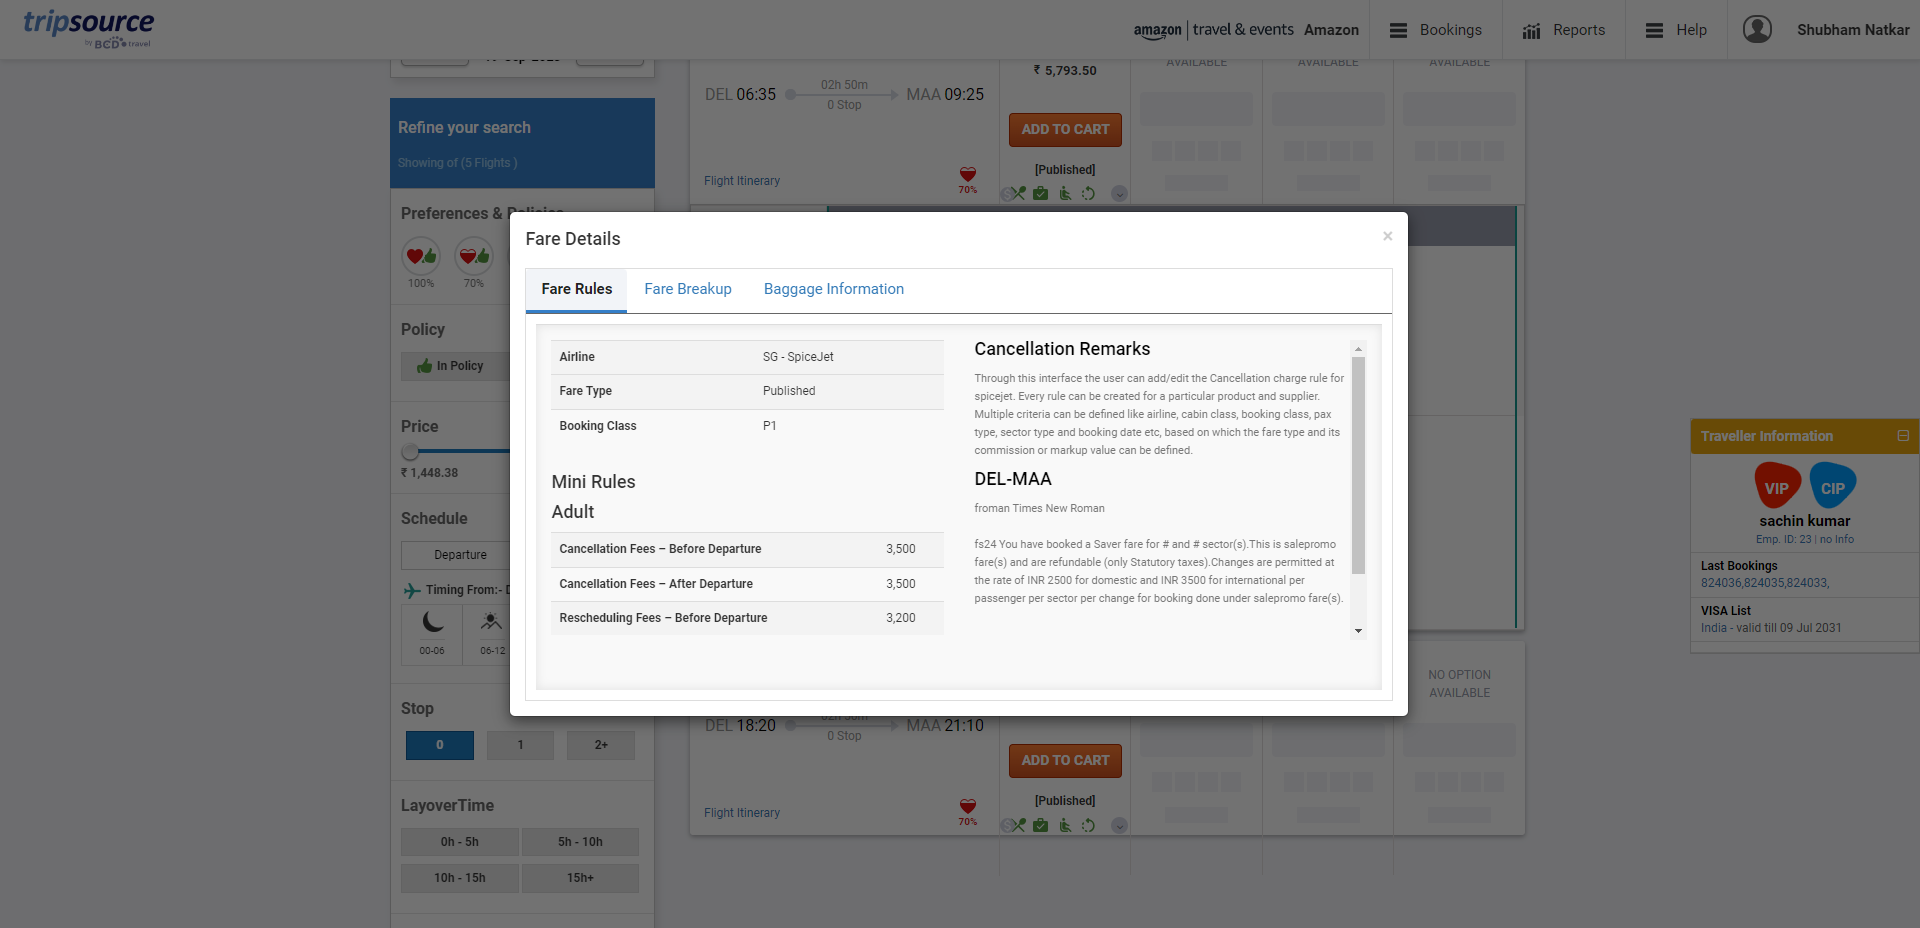 tripsource
by BCD travel
amazon | travel & events Amazon
Bookings
Reports
Help
Shubham Natkar
Refine your search
Showing of (5 Flights )
Preferences & Policies
100%
70%
Policy
In Policy
Price
₹ 1,448.38
Schedule
Departure
Timing From:- D
00-06
06-12
Stop
0
1
2+
LayoverTime
0h - 5h
5h - 10h
10h - 15h
15h+
₹ 5,793.50
AVAILABLE
AVAILABLE
AVAILABLE
DEL 06:35
02h 50m
0 Stop
MAA 09:25
ADD TO CART
[Published]
Flight Itinerary
70%
Fare Details
×
Fare Rules
Fare Breakup
Baggage Information
Airline
SG - SpiceJet
Fare Type
Published
Booking Class
P1
Mini Rules
Adult
Cancellation Fees – Before Departure
3,500
Cancellation Fees – After Departure
3,500
Rescheduling Fees – Before Departure
3,200
Cancellation Remarks
Through this interface the user can add/edit the Cancellation charge rule for
spicejet. Every rule can be created for a particular product and supplier.
Multiple criteria can be defined like airline, cabin class, booking class, pax
type, sector type and booking date etc, based on which the fare type and its
commission or markup value can be defined.
DEL-MAA
froman Times New Roman
fs24 You have booked a Saver fare for # and # sector(s).This is salepromo
fare(s) and are refundable (only Statutory taxes).Changes are permitted at
the rate of INR 2500 for domestic and INR 3500 for international per
passenger per sector per change for booking done under salepromo fare(s).
NO OPTION
AVAILABLE
DEL 18:20
02h 50m
0 Stop
MAA 21:10
ADD TO CART
[Published]
Flight Itinerary
70%
Traveller Information
VIP
CIP
sachin kumar
Emp. ID: 23 | no Info
Last Bookings
824036,824035,824033,
VISA List
India - valid till 09 Jul 2031